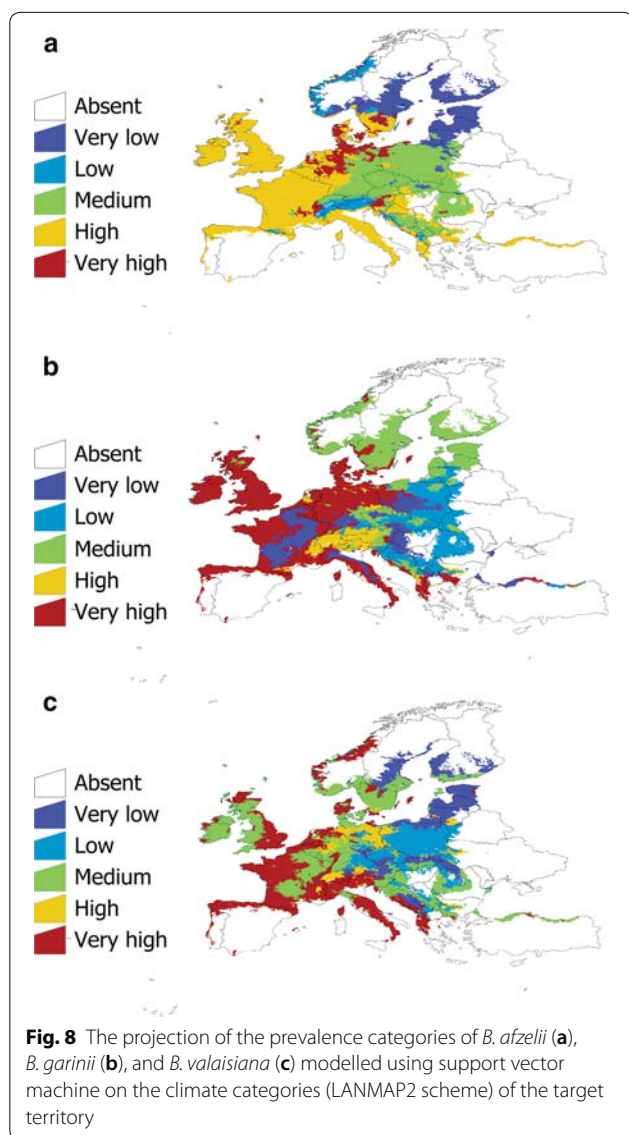 a
Absent
Very low
Low
Medium
High
Very high
b
Absent
Very low
Low
Medium
High
Very high
c
Absent
Very low
Low
Medium
High
Very high
Fig. 8 The projection of the prevalence categories of B. afzelii (a),
B. garinii (b), and B. valaisiana (c) modelled using support vector
machine on the climate categories (LANMAP2 scheme) of the target
territory